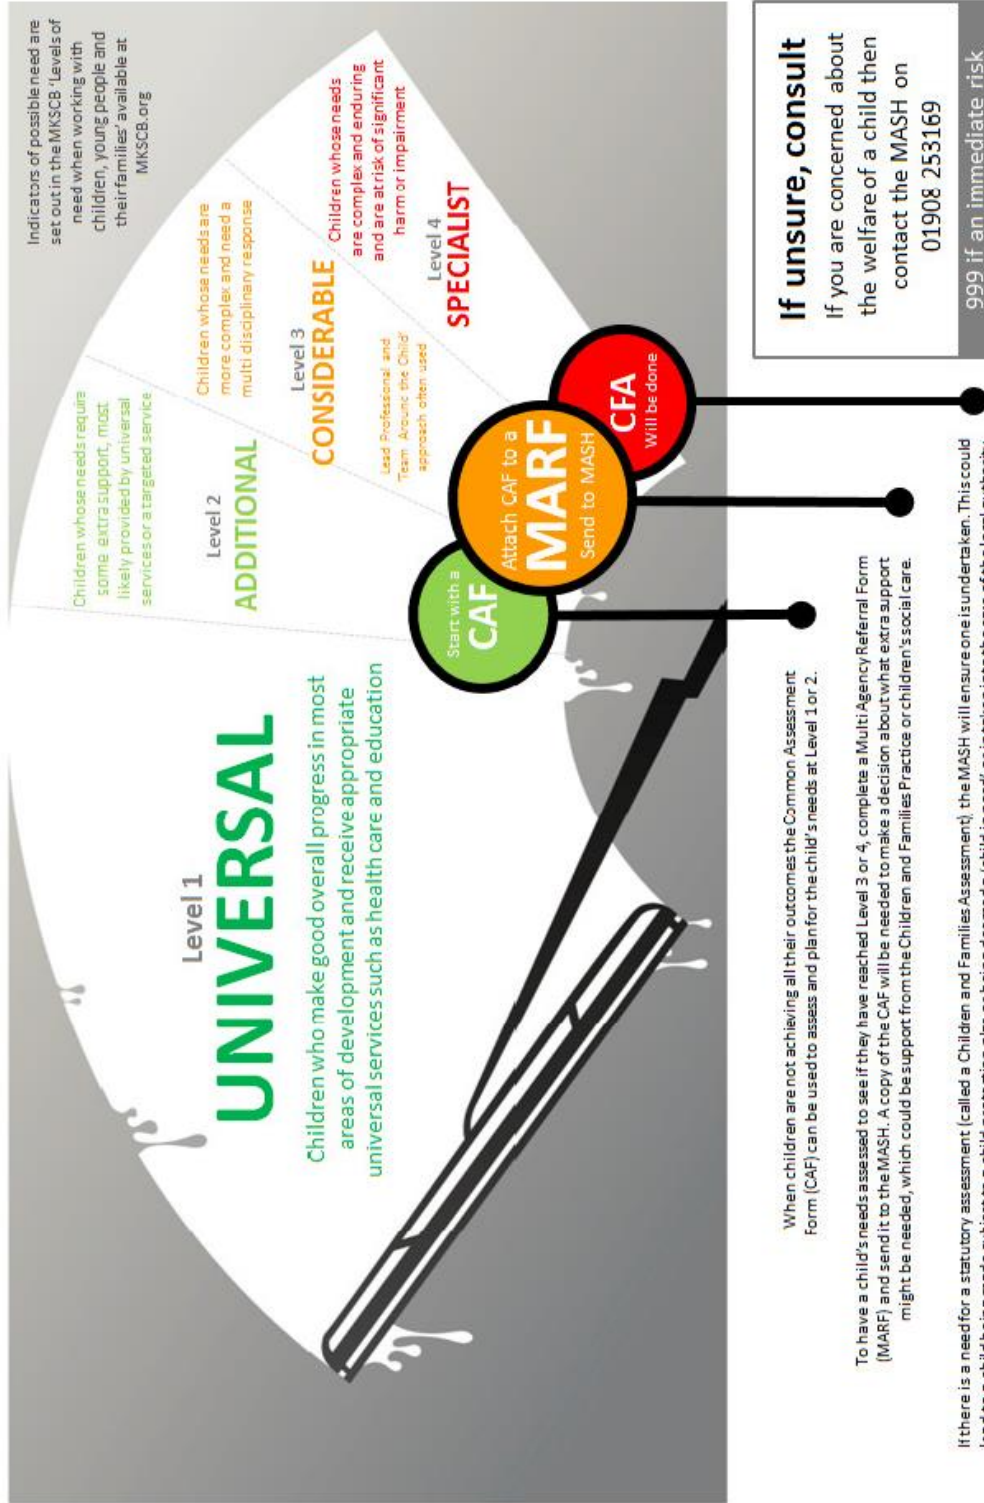 Indicators of possible need are
set out in the MKSCB 'Levels of
need when working with
children, young people and
their families' available at
MKSCB.org
Level 1
UNIVERSAL
Children who make good overall progress in most
areas of development and receive appropriate
universal services such as health care and education
Children whose needs require
some extra support, most
likely provided by universal
services or a targeted service
Level 2
ADDITIONAL
Children whose needs are
more complex and need a
multi disciplinary response
Level 3
CONSIDERABLE
Lead Professional and
'Team Around the Child'
approach often used
Children whose needs
are complex and enduring
and are at risk of significant
harm or impairment
Level 4
SPECIALIST
Start with a
CAF
Attach CAF to a
MARF
Send to MASH
CFA
Will be done
When children are not achieving all their outcomes the Common Assessment
Form (CAF) can be used to assess and plan for the child's needs at Level 1 or 2.
To have a child's needs assessed to see if they have reached Level 3 or 4, complete a Multi Agency Referral Form
(MARF) and send it to the MASH. A copy of the CAF will be needed to make a decision about what extra support
might be needed, which could be support from the Children and Families Practice or children's social care.
If there is a need for a statutory assessment (called a Children and Families Assessment) the MASH will ensure one is undertaken. This could
If unsure, consult
If you are concerned about
the welfare of a child then
contact the MASH on
01908 253169
999 if an immediate risk